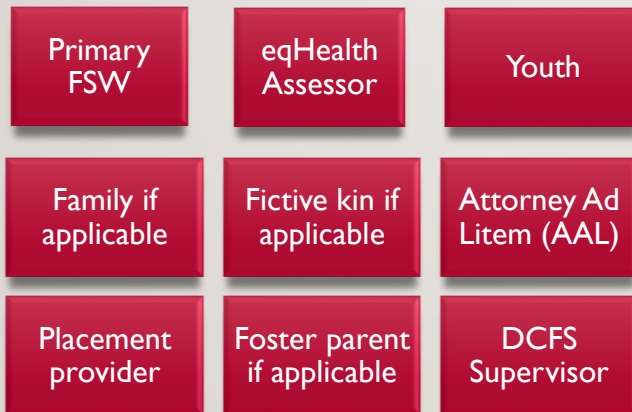 Primary
FSW
eqHealth
Assessor
Youth
Family if
applicable
Fictive kin if
applicable
Attorney Ad
Litem (AAL)
Placement
provider
Foster parent
if applicable
DCFS
Supervisor